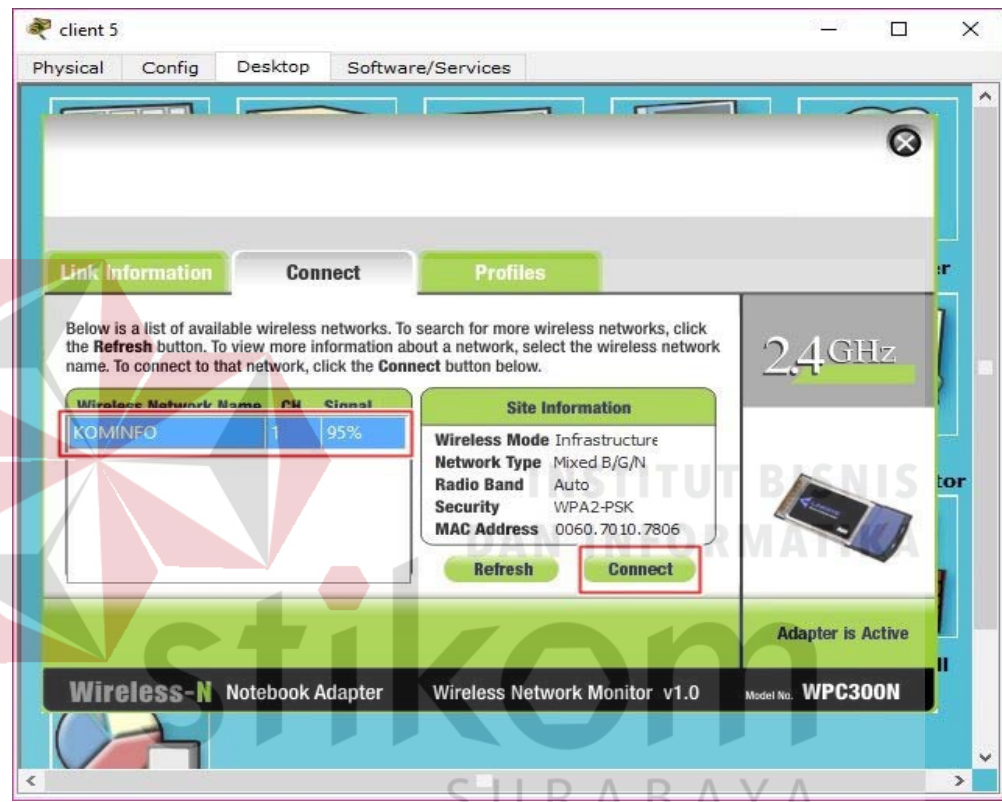 client 5
Physical Config Desktop Software/Services
Link Information Connect Profiles
Below is a list of available wireless networks. To search for more wireless networks, click
the Refresh button. To view more information about a network, select the wireless network
name. To connect to that network, click the Connect button below.
2.4GHz
Wireless Network Name CH Signal
KOMINFO 1 95%
Site Information
Wireless Mode Infrastructure
Network Type Mixed B/G/N
Radio Band Auto
Security WPA2-PSK
MAC Address 0060.7010.7806
Refresh Connect
Adapter is Active
Wireless-N Notebook Adapter Wireless Network Monitor v1.0 Model No. WPC300N
INSTITUT BISNIS
DAN INFORMATIKA
stikom
SURABAYA